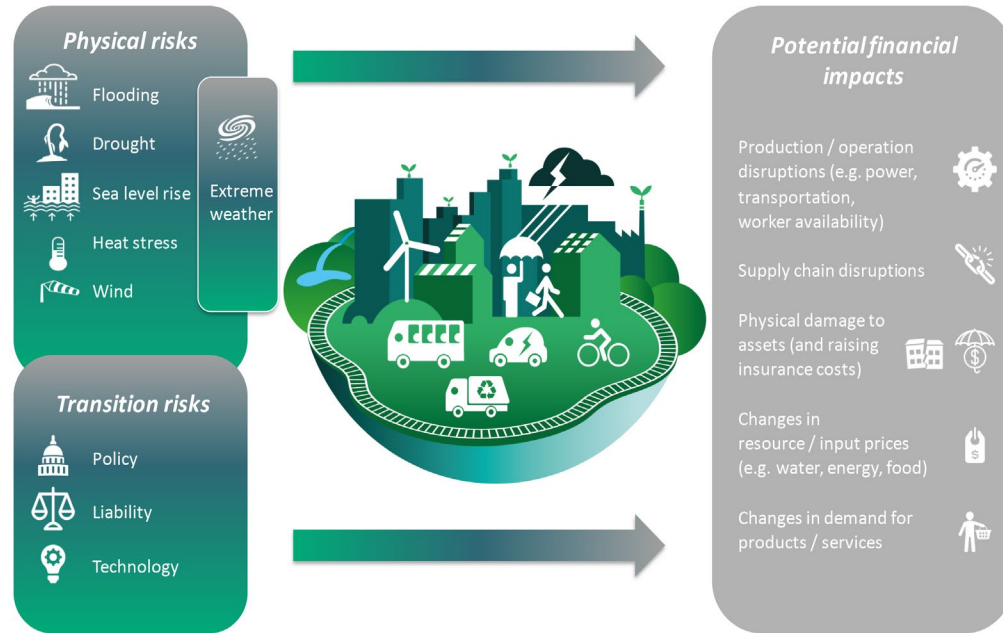 Physical risks
Flooding
Drought
Sea level rise
Heat stress
Wind
Extreme
weather
Transition risks
Policy
Liability
Technology
Potential financial
impacts
Production / operation
disruptions (e.g. power,
transportation,
worker availability)
Supply chain disruptions
Physical damage to
assets (and raising
insurance costs)
$
Changes in
resource / input prices
(e.g. water, energy, food)
$
Changes in demand for
products / services